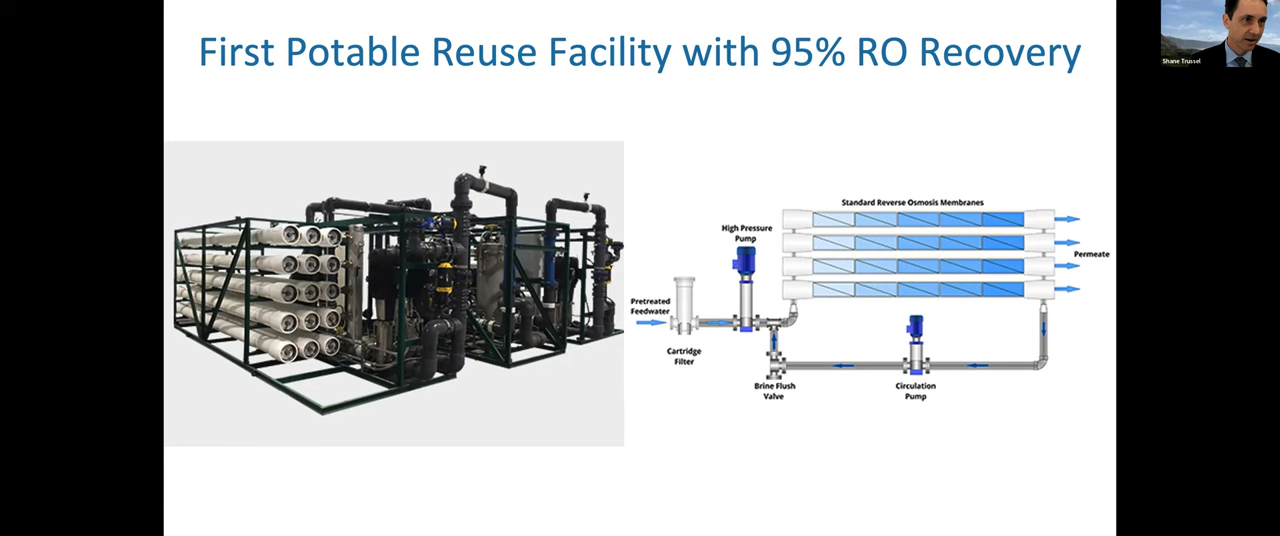 First Potable Reuse Facility with 95% RO Recovery
Shane Trussel
Standard Reverse Osmosis Membranes
High Pressure
Pump
Permeate
Pretreated
Feedwater
Cartridge
Filter
Brine Flush
Valve
Circulation
Pump